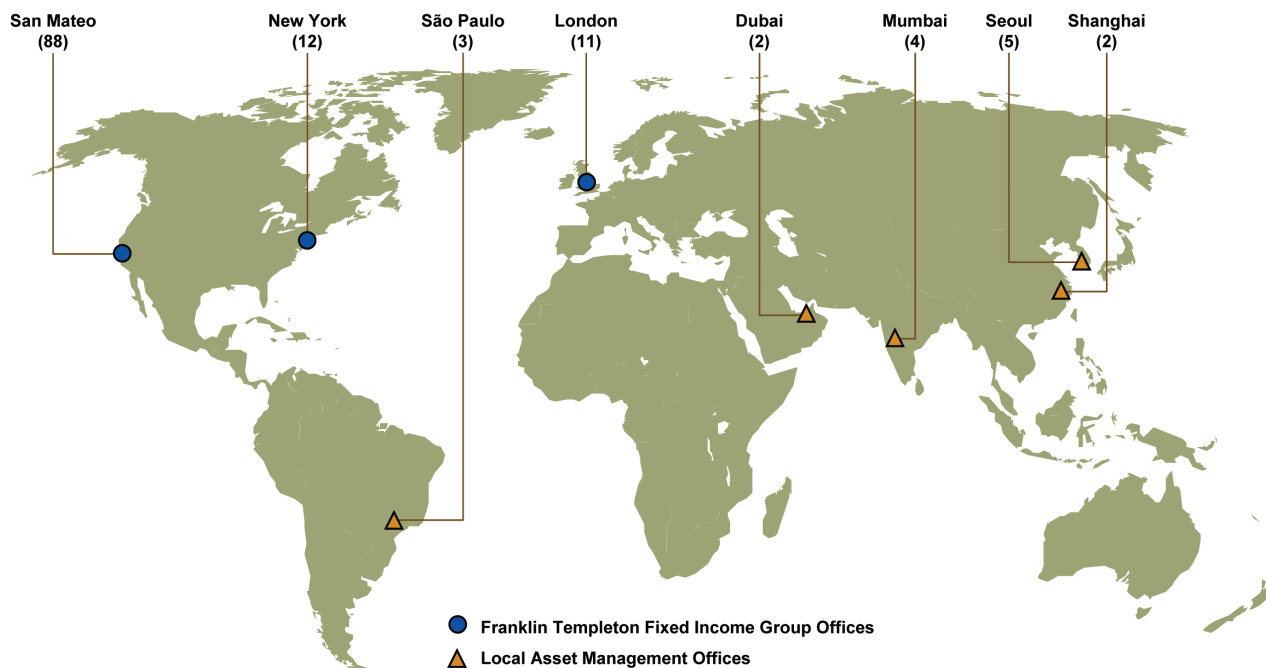 San Mateo
(88)
New York
(12)
São Paulo
(3)
London
(11)
Dubai
(2)
Mumbai
(4)
Seoul
(5)
Shanghai
(2)
Franklin Templeton Fixed Income Group Offices
Local Asset Management Offices